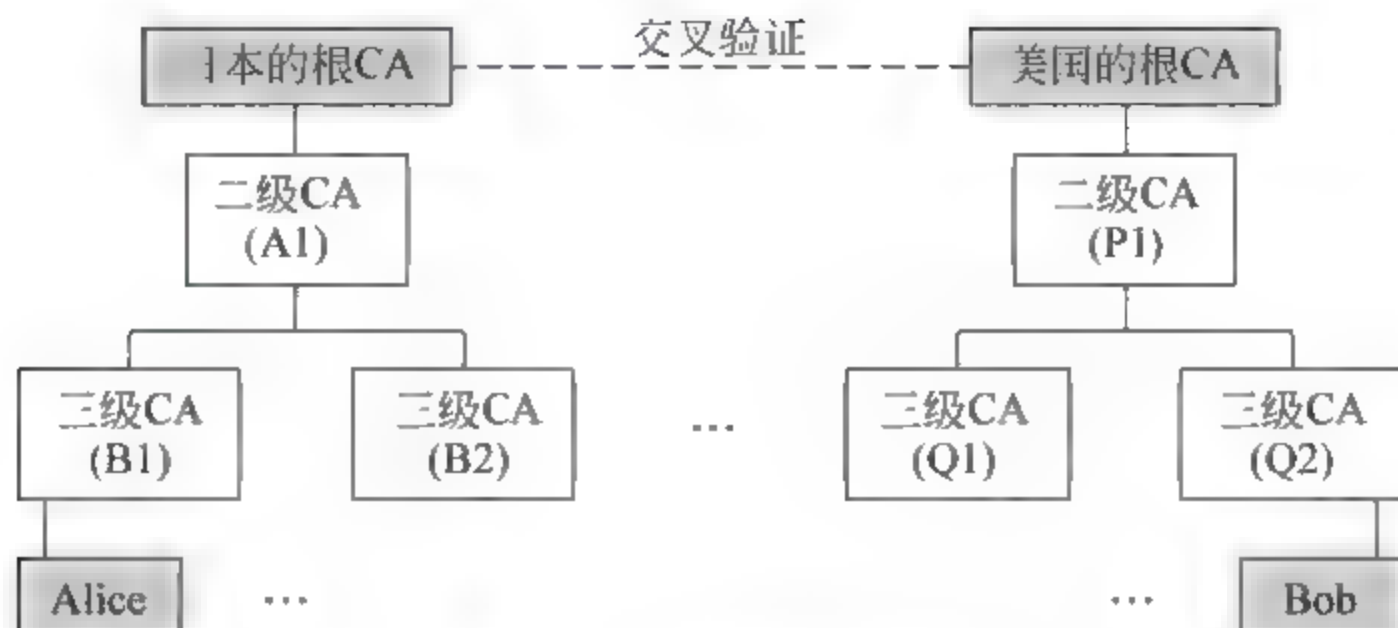 交叉验证
日本的根CA
美国的根CA
二级CA
(A1)
二级CA
(P1)
三级CA
(B1)
三级CA
(B2)
...
三级CA
(Q1)
三级CA
(Q2)
Alice
...
...
Bob